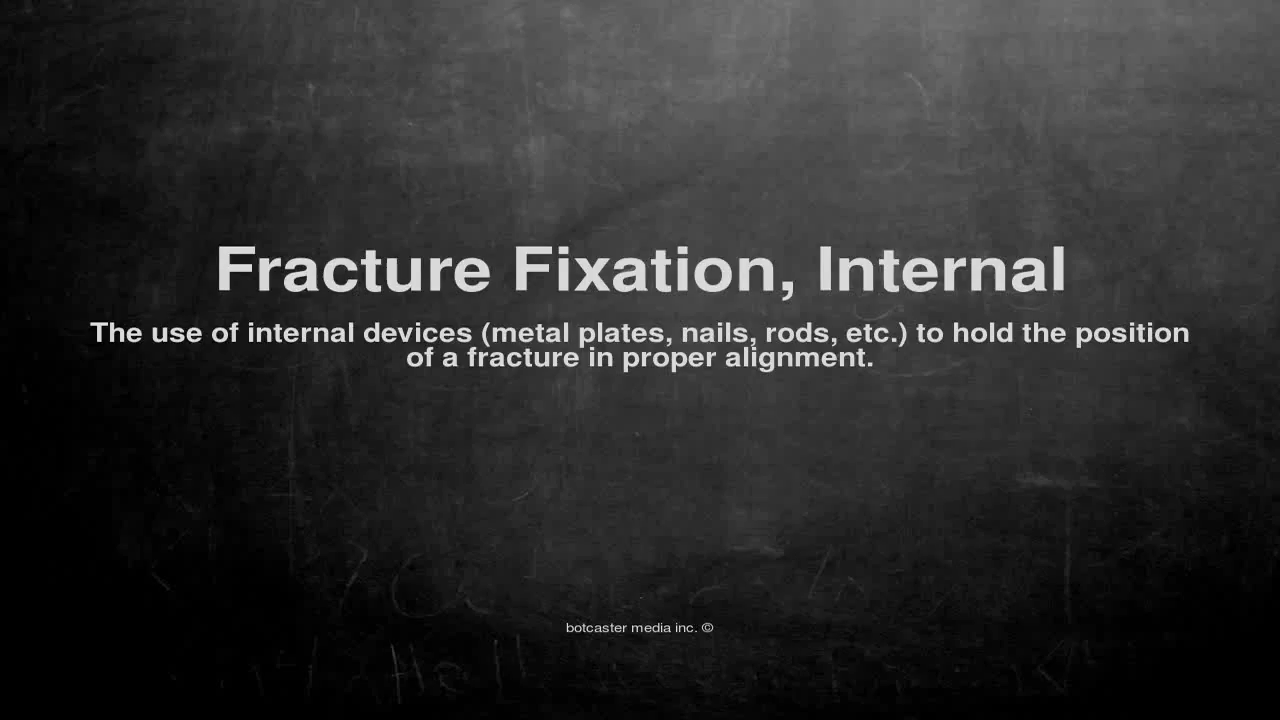 Fracture Fixation, Internal
The use of internal devices (metal plates, nails, rods, etc.) to hold the position
of a fracture in proper alignment.
botcaster media inc. ©